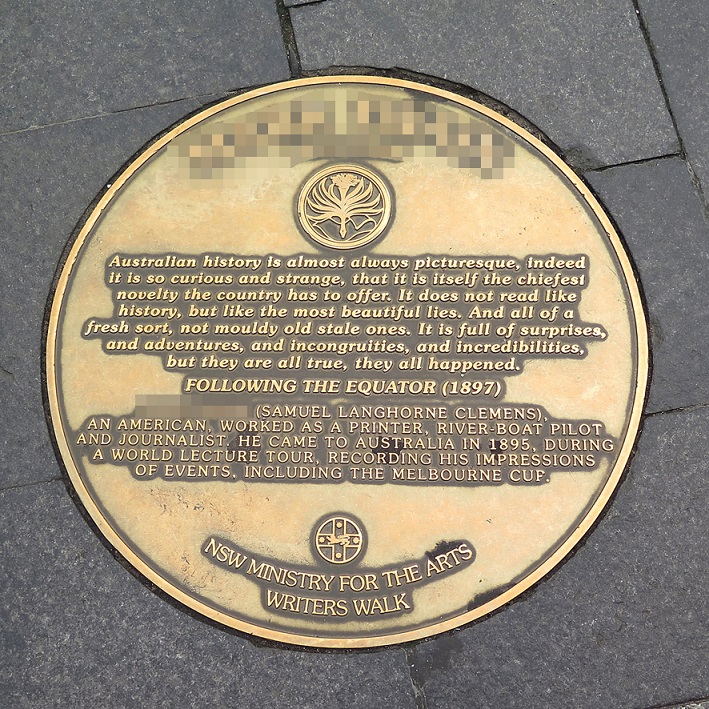 Australian history is almost always picturesque, indeed
it is so curious and strange, that it is itself the chiefest
novelty the country has to offer. It does not read like
history, but like the most beautiful lies. And all of a
fresh sort, not mouldy old stale ones. It is full of surprises,
and adventures, and incongruities, and incredibilities,
but they are all true, they all happened.
FOLLOWING THE EQUATOR (1897)
(SAMUEL LANGHORNE CLEMENS),
AN AMERICAN, WORKED AS A PRINTER, RIVER-BOAT PILOT
AND JOURNALIST. HE CAME TO AUSTRALIA IN 1895, DURING
A WORLD LECTURE TOUR, RECORDING HIS IMPRESSIONS
OF EVENTS, INCLUDING THE MELBOURNE CUP.
NSW MINISTRY FOR THE ARTS
WRITERS WALK